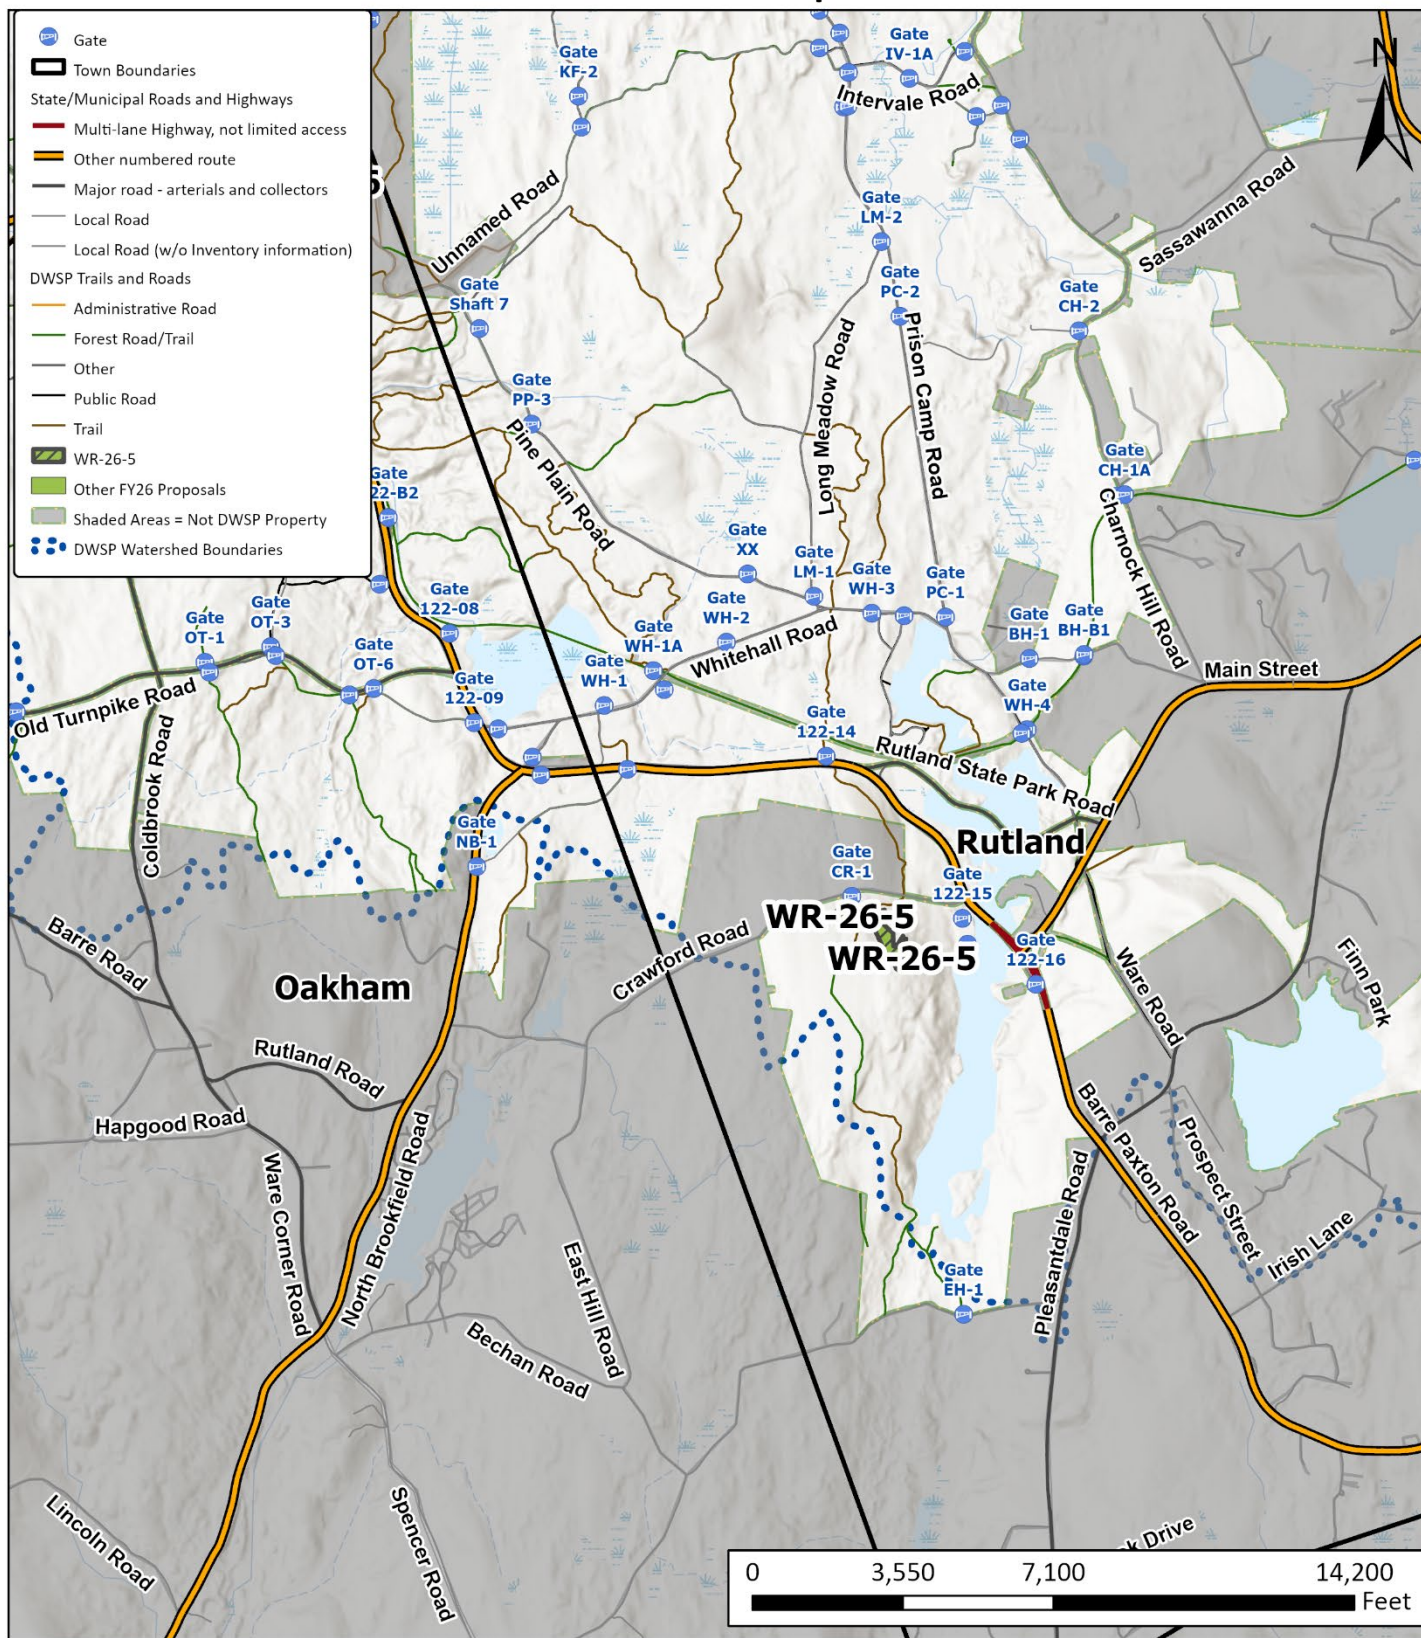 Gate
Town Boundaries
State/Municipal Roads and Highways
Multi-lane Highway, not limited access
Other numbered route
Major road - arterials and collectors
Local Road
Local Road (w/o Inventory information)
DWSP Trails and Roads
Administrative Road
Forest Road/Trail
Other
Public Road
Trail
WR-26-5
Other FY26 Proposals
Shaded Areas = Not DWSP Property
DWSP Watershed Boundaries
N
Gate
KF-2
Gate
IV-1A
Intervale Road
Sassawanna Road
Unnamed Road
Gate
LM-2
Gate
Shaft 7
Gate
PC-2
Gate
CH-2
Gate
PP-3
Long Meadow Road
Prison Camp Road
Pine Plain Road
Gate
CH-1A
Charnock Hill Road
Gate
22-B2
Gate
XX
Gate
LM-1
Gate
WH-3
Gate
PC-1
Gate
122-08
Gate
OT-1
Gate
OT-3
Gate
OT-6
Gate
WH-2
Gate
WH-1A
Whitehall Road
Gate
BH-1
Gate
BH-B1
Gate
WH-1
Gate
122-09
Main Street
Old Turnpike Road
Gate
WH-4
Gate
122-14
Rutland State Park Road
Coldbrook Road
Gate
NB-1
Rutland
Gate
CR-1
Gate
122-15
WR-26-5
WR-26-5
Gate
122-16
Crawford Road
Barre Road
Oakham
Ware Road
Finn Park
Rutland Road
Hapgood Road
Barre Paxton Road
Prospect Street
Irish Lane
Ware Corner Road
North Brookfield Road
East Hill Road
Pleasantdale Road
Gate
EH-1
Bechan Road
Lincoln Road
Spencer Road
k Drive
0 3,550 7,100 14,200
Feet